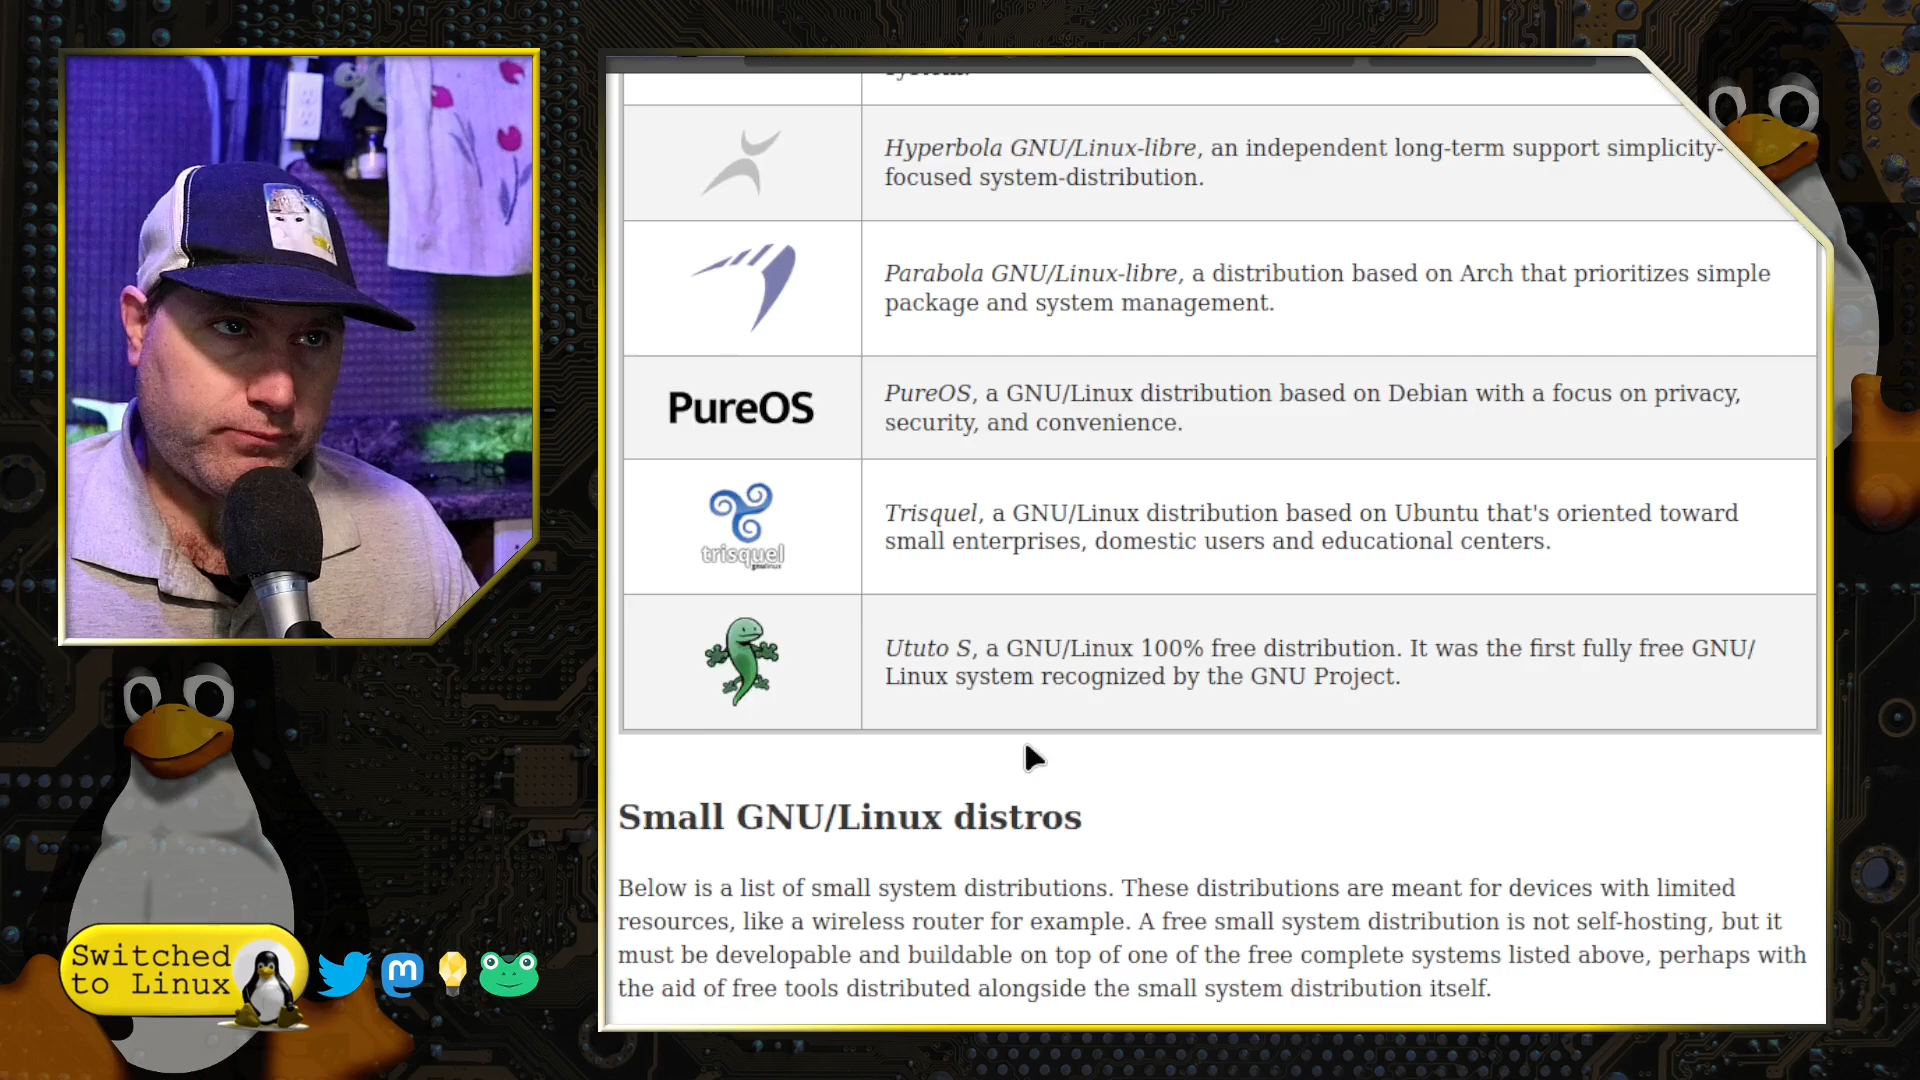 system.
Hyperbola GNU/Linux-libre, an independent long-term support simplicity-
focused system-distribution.
Parabola GNU/Linux-libre, a distribution based on Arch that prioritizes simple
package and system management.
PureOS
PureOS, a GNU/Linux distribution based on Debian with a focus on privacy,
security, and convenience.
trisquel
gnu/linux
Trisquel, a GNU/Linux distribution based on Ubuntu that's oriented toward
small enterprises, domestic users and educational centers.
Ututo S, a GNU/Linux 100% free distribution. It was the first fully free GNU/
Linux system recognized by the GNU Project.
Small GNU/Linux distros
Below is a list of small system distributions. These distributions are meant for devices with limited
resources, like a wireless router for example. A free small system distribution is not self-hosting, but it
must be developable and buildable on top of one of the free complete systems listed above, perhaps with
the aid of free tools distributed alongside the small system distribution itself.
Switched
to Linux